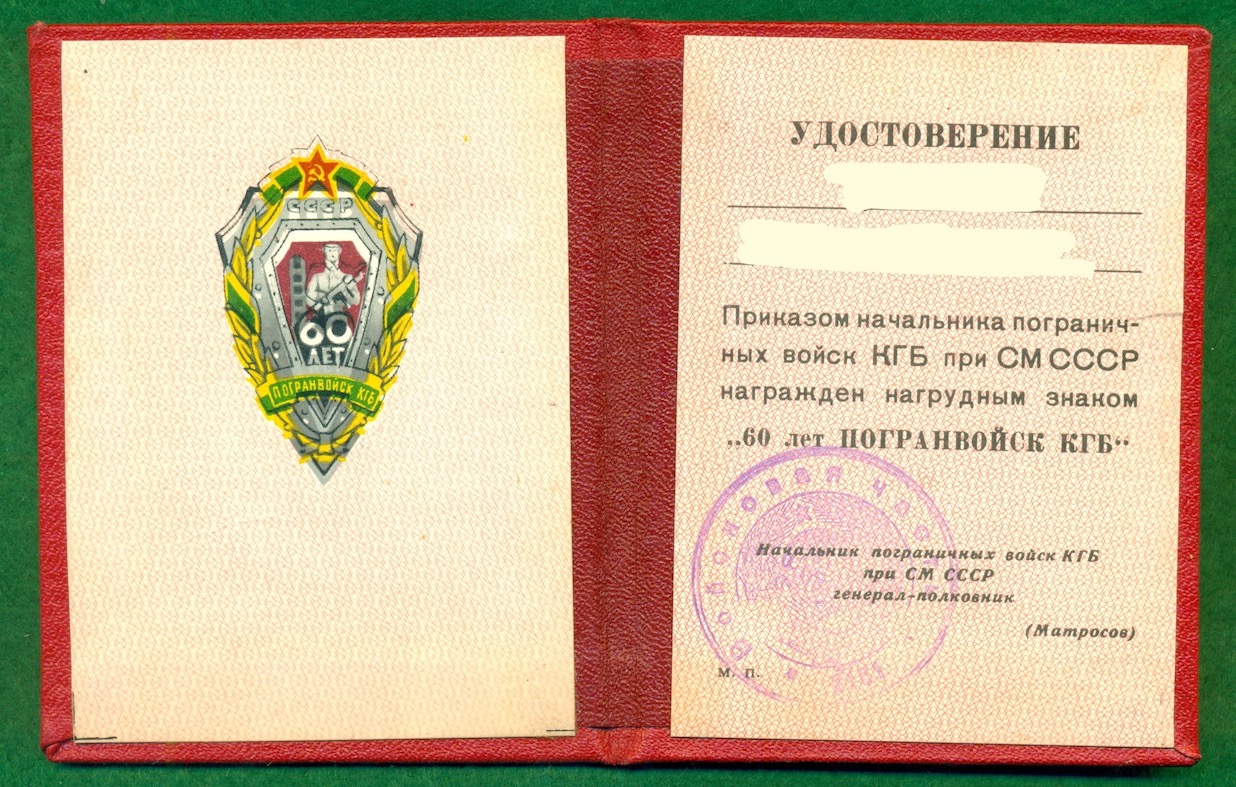 СССР
60
ЛЕТ
ПОГРАНВОЙСК КГБ
УДОСТОВЕРЕНИЕ
Приказом начальника погранич-
ных войск КГБ при СМ СССР
награжден нагрудным знаком
„60 лет ПОГРАНВОЙСК КГБ“
Начальник пограничных войск КГБ
при СМ СССР
генерал-полковник
(Матросов)
М. П.
Войсковая